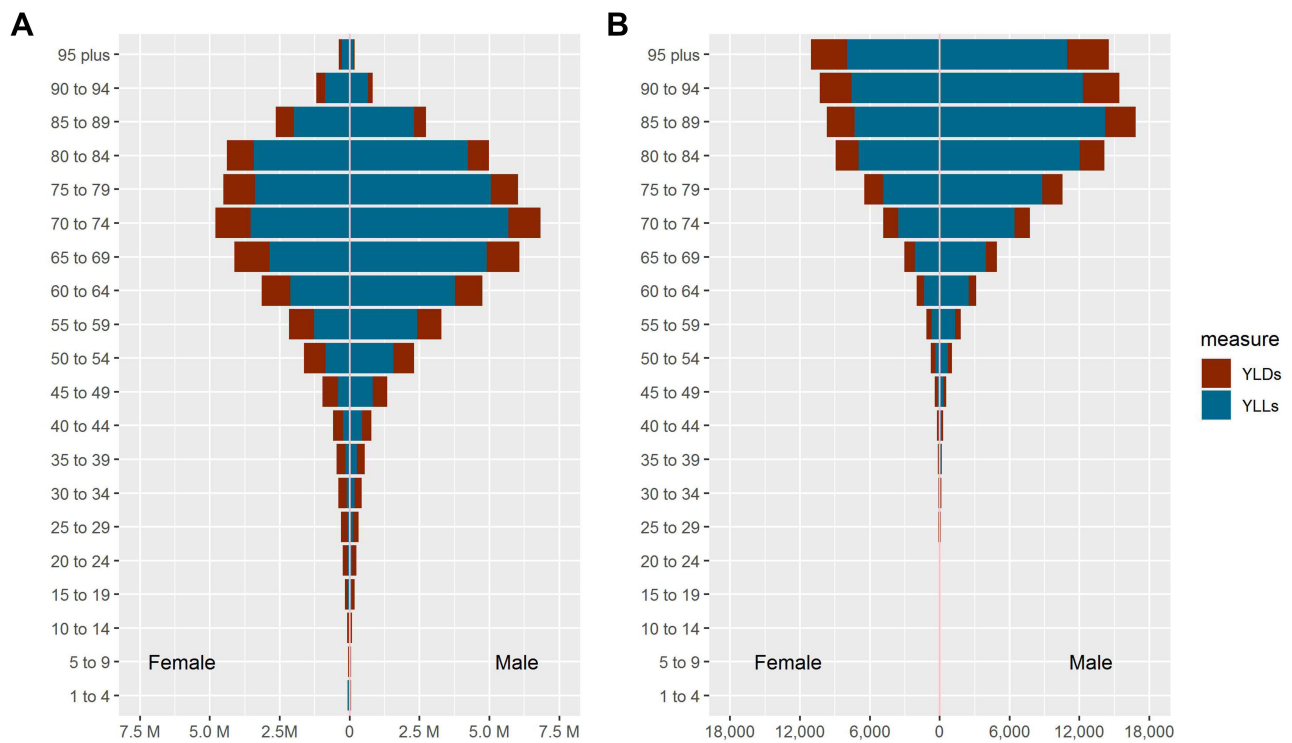 A
95 plus
90 to 94
85 to 89
80 to 84
75 to 79
70 to 74
65 to 69
60 to 64
55 to 59
50 to 54
45 to 49
40 to 44
35 to 39
30 to 34
25 to 29
20 to 24
15 to 19
10 to 14
5 to 9
1 to 4
Female Male
7.5 M 5.0 M 2.5M 0 2.5 M 5.0 M 7.5 M
B
95 plus
90 to 94
85 to 89
80 to 84
75 to 79
70 to 74
65 to 69
60 to 64
55 to 59
50 to 54
45 to 49
40 to 44
35 to 39
30 to 34
25 to 29
20 to 24
15 to 19
10 to 14
5 to 9
1 to 4
Female Male
18,000 12,000 6,000 0 6,000 12,000 18,000
measure
YLDs
YLLs